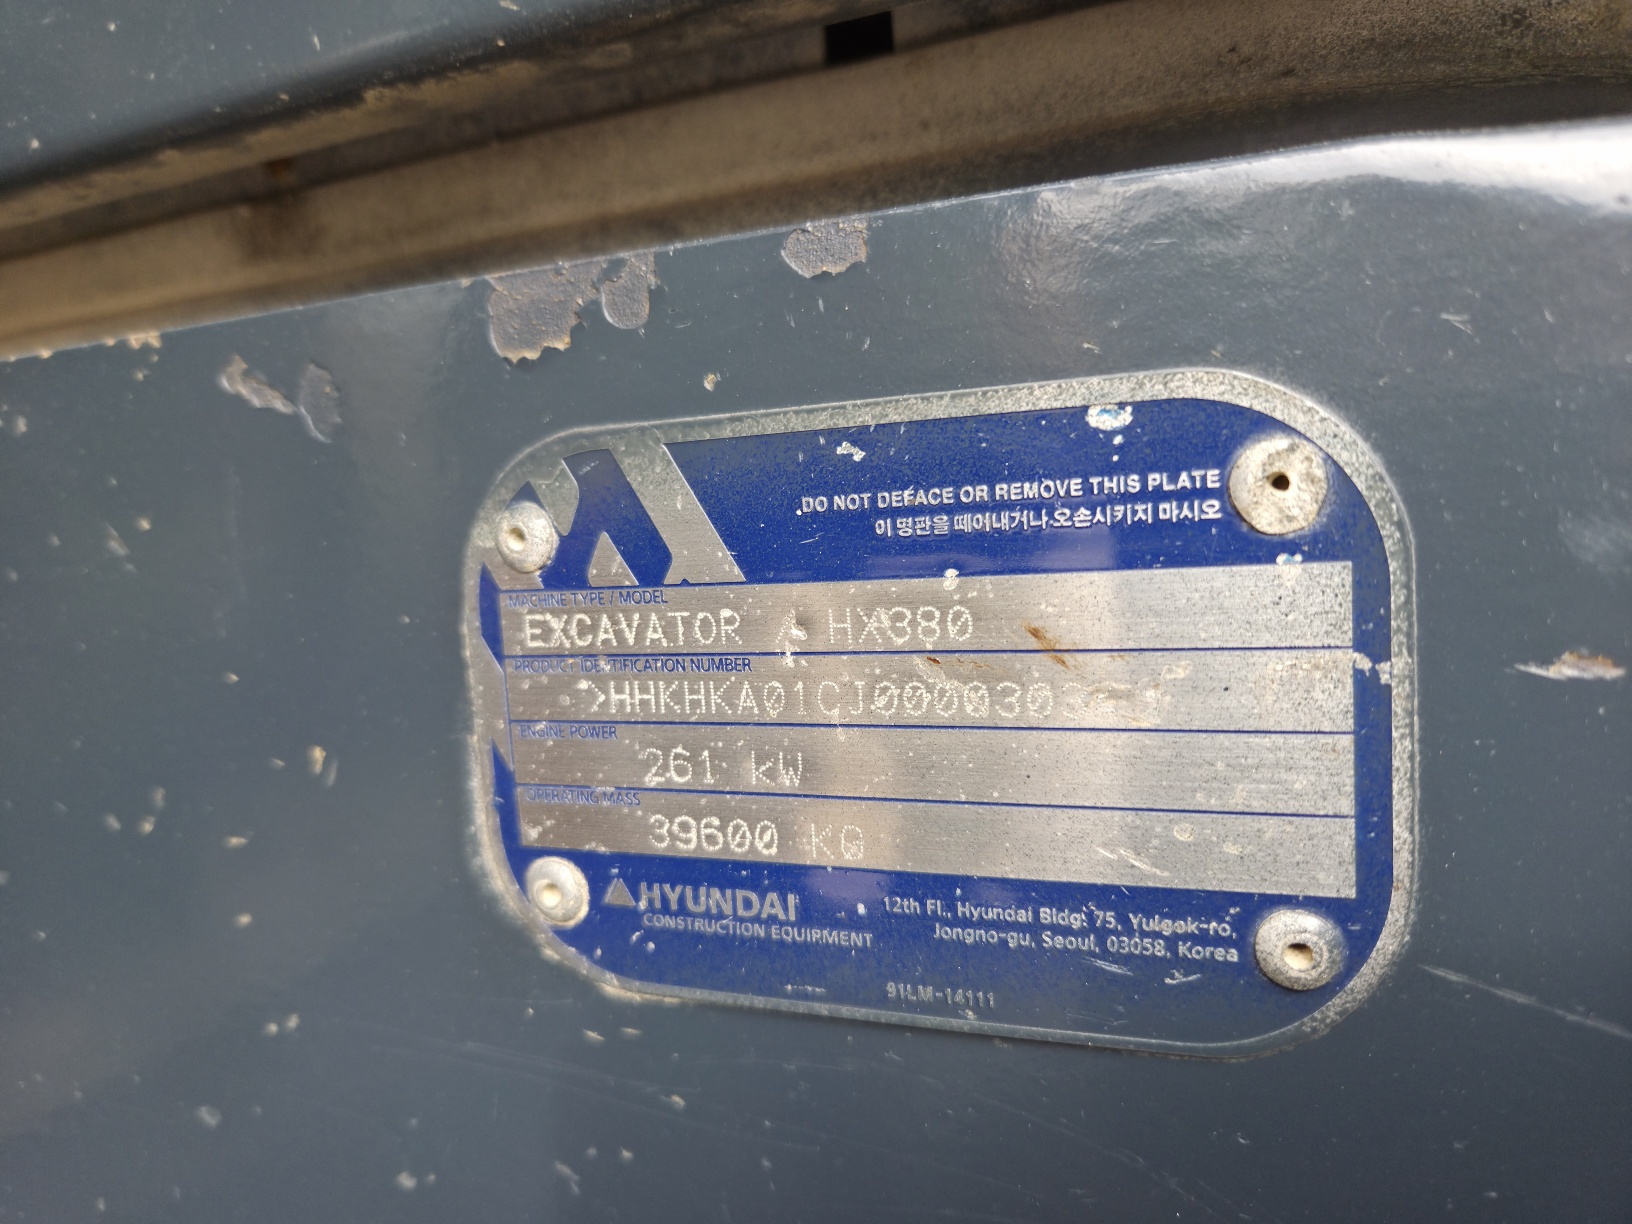 DO NOT DEFACE OR REMOVE THIS PLATE
이 명판을 떼어내거나 오손시키지 마시오
MACHINE TYPE / MODEL
EXCAVATOR / HX380
PRODUCT IDENTIFICATION NUMBER
ENGINE POWER
261 kW
OPERATING MASS
39600 KG
HYUNDAI
CONSTRUCTION EQUIPMENT
12th Fl., Hyundai Bldg. 75, Yulgok-ro,
Jongno-gu, Seoul, 03058, Korea
91LM-14111